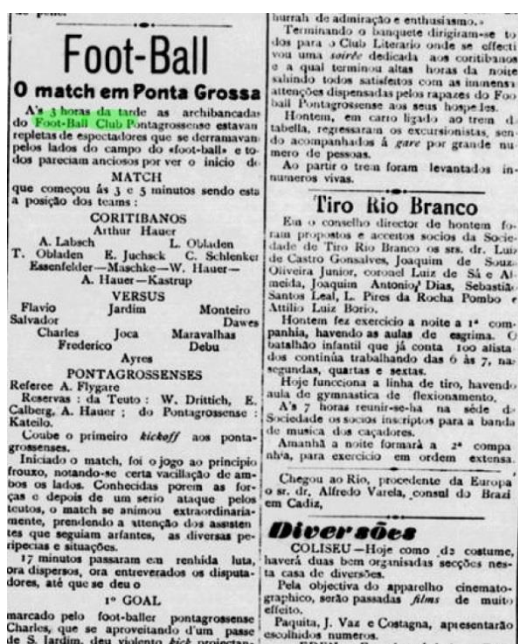 Foot-Ball
O match em Ponta Grossa
A's 3 horas da tarde as archibancadas
do Foot-Ball Club Pontagrossense estavan
repletas de espectadores que se derramavan
pelos lados do campo do «foot-ball» e to-
dos pareciam anciosos por ver o inicio do
MATCH
que começou ás 3 e 5 minutos sendo esta
a posição dos teams :
CORITIBANOS
Arthur Hauer
A. Labsch L. Obladen
T. Obladen E. Juchsck C. Schlenker
Essenfelder—Maschke—W. Hauer—
A. Hauer—Kastrup
VERSUS
Flavio Jardim Monteiro
Salvador Dawes
Charles Joca Maravalhas
Frederico Debu
Ayres
PONTAGROSSENSES
Referee A. Flygare
Reservas : da Teuto : W. Drittich, E.
Calberg, A. Hauer ; do Pontagrossense :
Kateilo.
Coube o primeiro kickoff aos ponta-
grossenses.
Iniciado o match, foi o jogo ao principio
frouxo, notando-se certa vacillação de am-
bos os lados. Conhecidas porem as for-
ças e depois de um serio ataque pelos
teutos, o match se animou extraordinaria-
mente, prendendo a attenção dos assisten
tes que seguiam arfantes, as diversas pe-
ripecias e situações.
17 minutos passaram em renhida luta,
ora dispersos, ora entreverados os disputa-
dores, até que se deu o
1º GOAL
marcado pelo foot-baller pontagrossense
Charles, que se aproveitando d'um passe
de S. Jardim, deu violento kick
hurrah de admiração e enthusiasmo.»
Terminando o banquete dirigiram-se to
dos para o Club Literario onde se effecti
vou uma soirée dedicada aos coritibanos
e a qual terminou altas horas da noite
sahindo todos satisfeitos com as immensa
attenções dispensadas pelos rapazes do Foo
ball Pontagrossense aos seus hospedes.
Hontem, em carro ligado ao trem d
tabella, regressaram os excursionistas, sen
do acompanhados á gare por grande nu
mero de pessoas.
Ao partir o trem foram levantados in-
numeros vivas.
Tiro Rio Branco
Em o conselho director de hontem fo-
ram propostos e acceitos socios da Socie-
dade de Tiro Rio Branco os srs. dr. Luiz
de Castro Gonsalves, Joaquim de Souz
Oliveira Junior, coronel Luiz de Sá e Al-
meida, Joaquim Antonio Dias, Sebastiã
Santos Leal, L. Pires da Rocha Pombo e
Attilio Luiz Borio.
Hontem fez exercicio a noite a 1ª com-
panhia, havendo as aulas de esgrima. O
batalhão infantil que já conta 100 alista
dos continúa trabalhando das 6 ás 7, nas
segundas, quartas e sextas.
Hoje funcciona a linha de tiro, havendo
aula de gymnastica de flexionamento.
A's 7 horas reunir-se-ha na séde da
Sociedade os socios inscriptos para a banda
de musica dos caçadores.
Amanhã a noite formará a 2ª compa
nhia, para exercicio em ordem extensa.
Chegou ao Rio, procedente da Europa
o sr. dr. Alfredo Varela, consul do Brazi
em Cadiz,
Diversões
COLISEU—Hoje como de costume,
haverá duas bem organisadas secções nes-
ta casa de diversões.
Pela objectiva do apparelho cinemato-
graphico, serão passadas films de muito
effeito.
Paquita, J. Vaz e Costagna, apresentarão
escolhidos numeros.